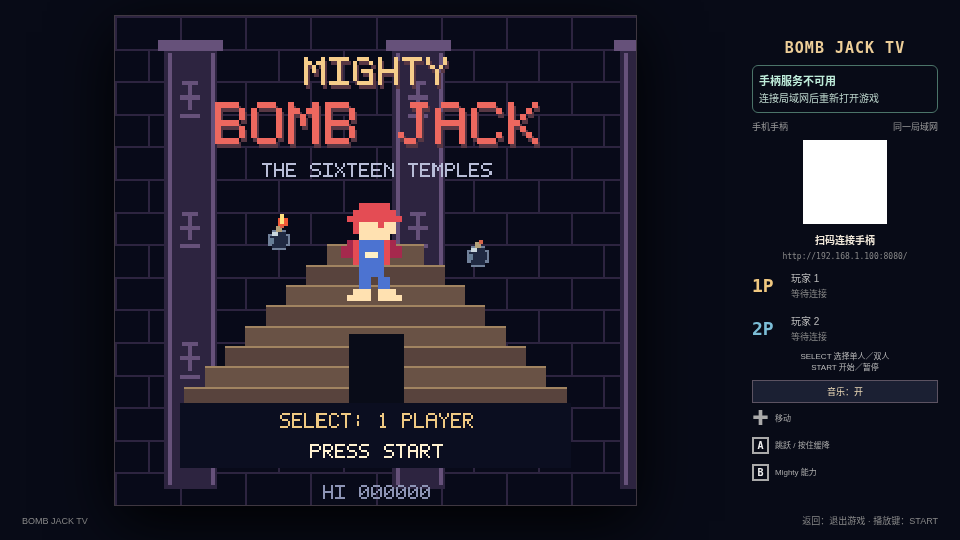 MIGHTY
BOMB JACK
THE SIXTEEN TEMPLES
SELECT: 1 PLAYER
PRESS START
HI 000000
BOMB JACK TV
手柄服务不可用
连接局域网后重新打开游戏
手机手柄 同一局域网
扫码连接手柄
http://192.168.1.100:8080/
1P 玩家 1
等待连接
2P 玩家 2
等待连接
SELECT 选择单人／双人
START 开始／暂停
音乐：开
移动
A 跳跃 / 按住缓降
B Mighty 能力
BOMB JACK TV
返回：退出游戏 · 播放键：START